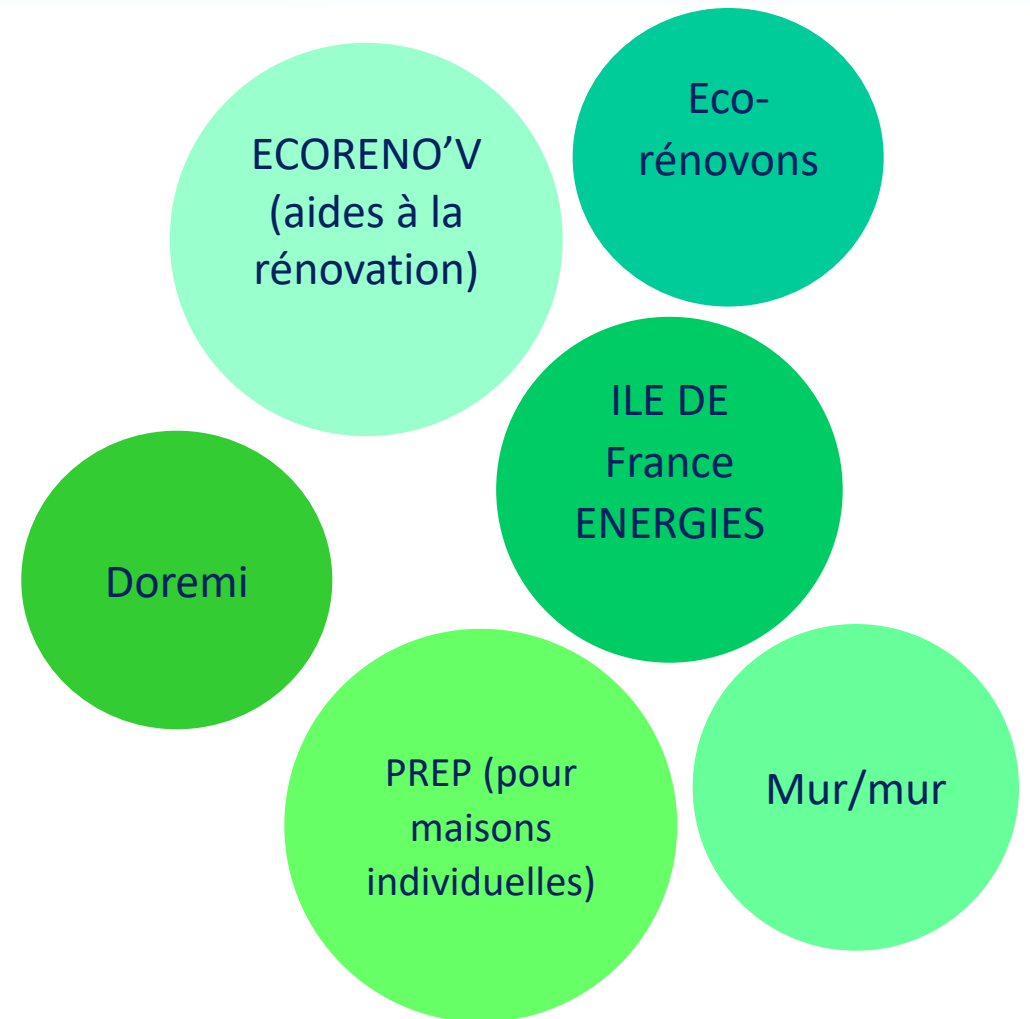 ECORENO’V
(aides à la
rénovation)
Eco-
rénovons
ILE DE
France
ENERGIES
Doremi
PREP (pour
maisons
individuelles)
Mur/mur